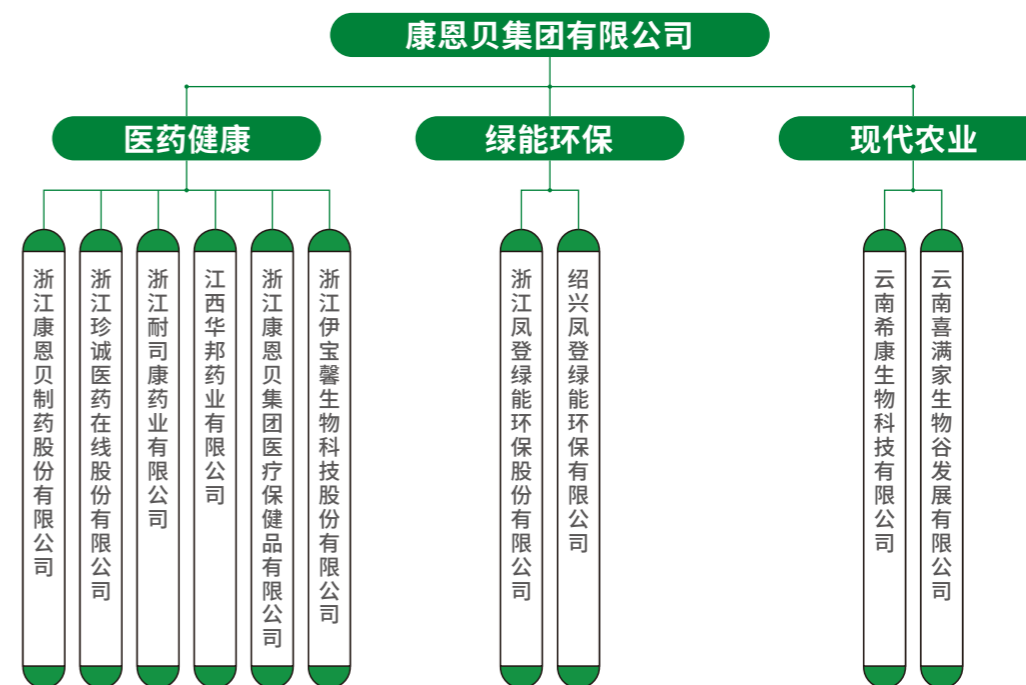 康恩贝集团有限公司
医药健康
绿能环保
现代农业
浙江康恩贝制药股份有限公司
浙江珍诚医药在线股份有限公司
浙江耐司康药业有限公司
江西华邦药业有限公司
浙江康恩贝集团医疗保健品有限公司
浙江伊宝馨生物科技股份有限公司
浙江凤登绿能环保股份有限公司
绍兴凤登绿能环保有限公司
云南希康生物科技有限公司
云南喜满家生物谷发展有限公司